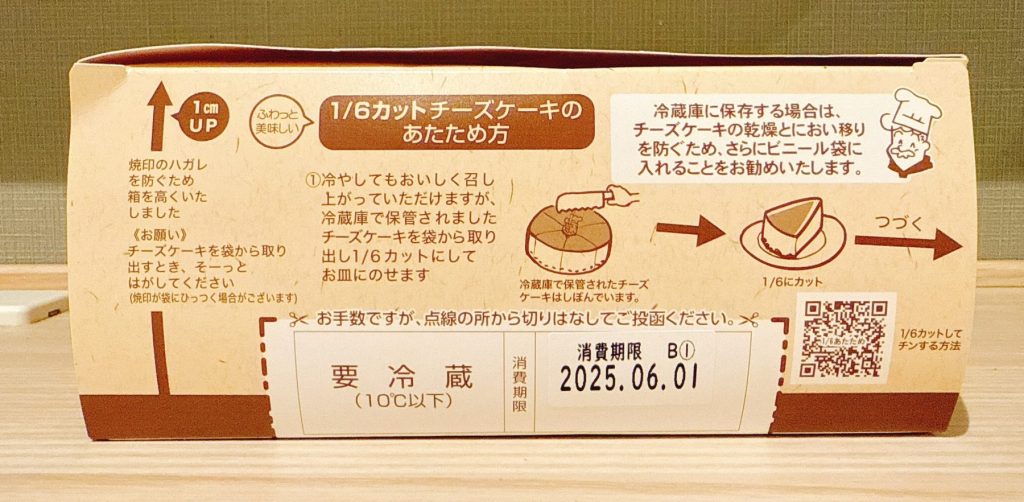 1cm
UP
焼印のハガレ
を防ぐため
箱を高くいた
しました
《お願い》
チーズケーキを袋から取り
出すとき、そーっと
はがしてください
(焼印が袋にひっつく場合がございます)
ふわっと
美味しい
1/6カットチーズケーキの
あたため方
①冷やしてもおいしく召し
上がっていただけますが、
冷蔵庫で保管されました
チーズケーキを袋から取り
出し1/6カットにして
お皿にのせます
冷蔵庫に保存する場合は、
チーズケーキの乾燥とにおい移り
を防ぐため、さらにビニール袋に
入れることをお勧めいたします。
冷蔵庫で保管されたチーズ
ケーキはしぼんでいます。
1/6にカット
つづく
1/6あたため
1/6カットして
チンする方法
お手数ですが、点線の所から切りはなしてご投函ください。
要冷蔵
(10℃以下)
消費期限
消費期限 B①
2025.06.01